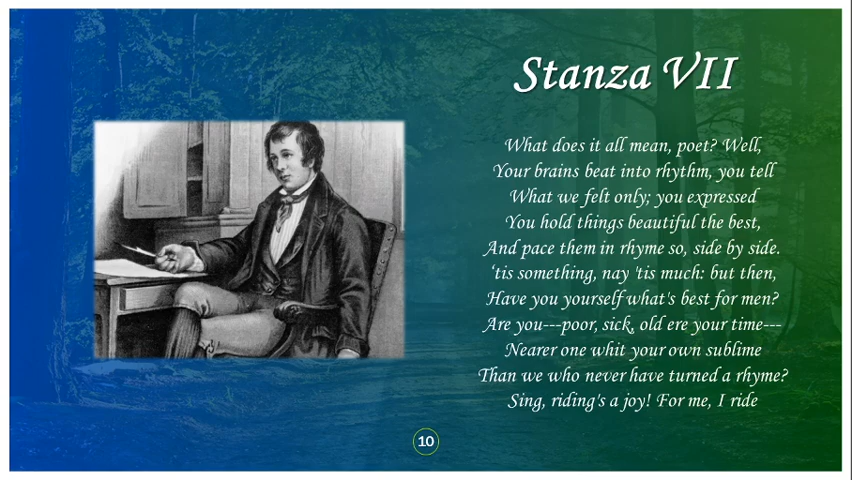 Stanza VII
What does it all mean, poet? Well,
Your brains beat into rhythm, you tell
What we felt only; you expressed
You hold things beautiful the best,
And pace them in rhyme so, side by side.
‘tis something, nay 'tis much: but then,
Have you yourself what's best for men?
Are you---poor, sick, old ere your time---
Nearer one whit your own sublime
Than we who never have turned a rhyme?
Sing, riding's a joy! For me, I ride
10